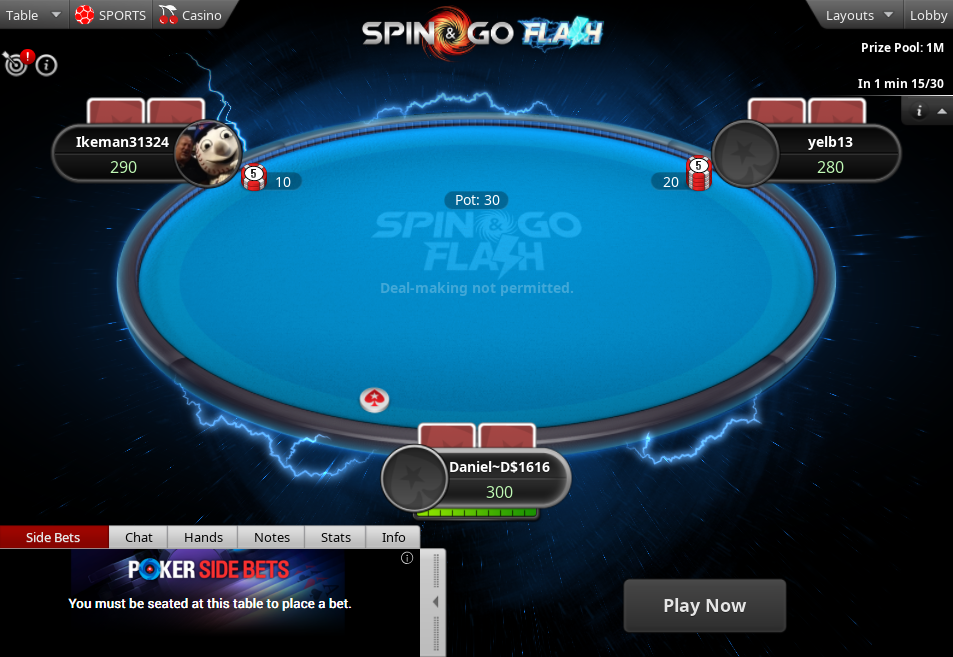 Table SPORTS Casino
SPIN & GO FLASH
Layouts Lobby
Prize Pool: 1M
In 1 min 15/30
Ikeman31324
290
yelb13
280
5 10
20 5
Pot: 30
SPIN & GO
FLASH
Deal-making not permitted.
Daniel~D$1616
300
Side Bets Chat Hands Notes Stats Info
POKER SIDE BETS
You must be seated at this table to place a bet.
Play Now